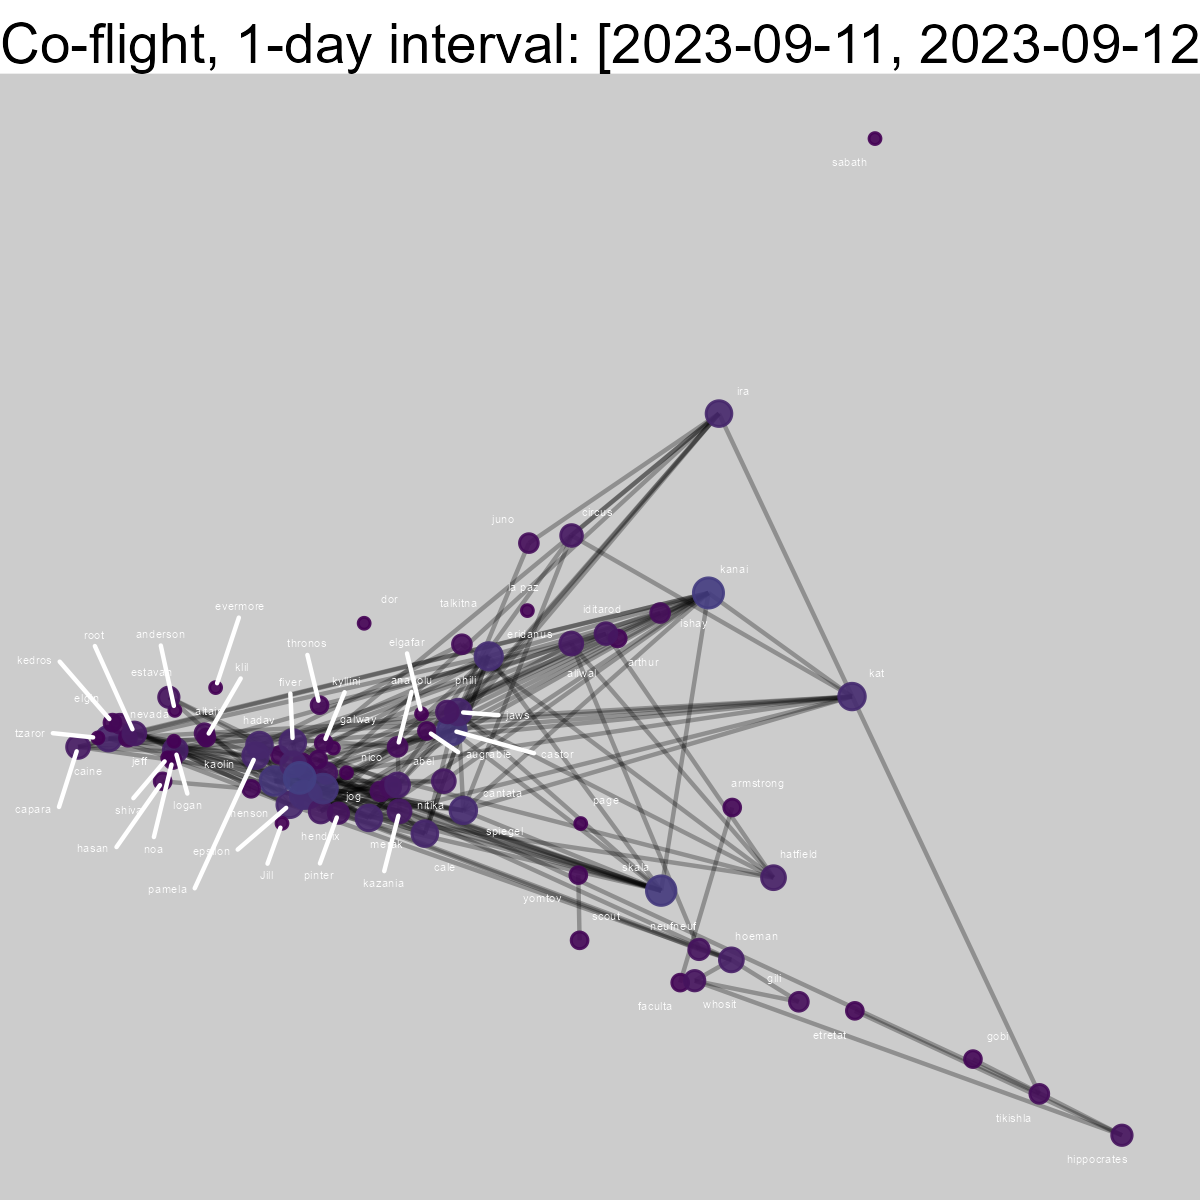 Co-flight, 1-day interval: [2023-09-11, 2023-09-12
sabath
ira
juno
circus
kanai
la paz
dor
talkitna
iditarod
ishay
evermore
root
anderson
thronos
elgafar
eridanus
arthur
kedros
estavan
klil
fiver
kylluni
anadolu
phili
aliwal
kat
elgin
nevada
altair
hadav
galway
jaws
tzaror
jeff
kaolin
nico
abel
augrabie
castor
caine
capara
shiva
logan
henson
jog
nitika
cantata
page
armstrong
hasan
noa
epsilon
hendrix
merak
spiegel
hatfield
pamela
Jill
pinter
kazania
cale
skala
yomtov
scout
neufneuf
hoeman
gili
faculta
whosit
etretat
gobi
tikishla
hippocrates